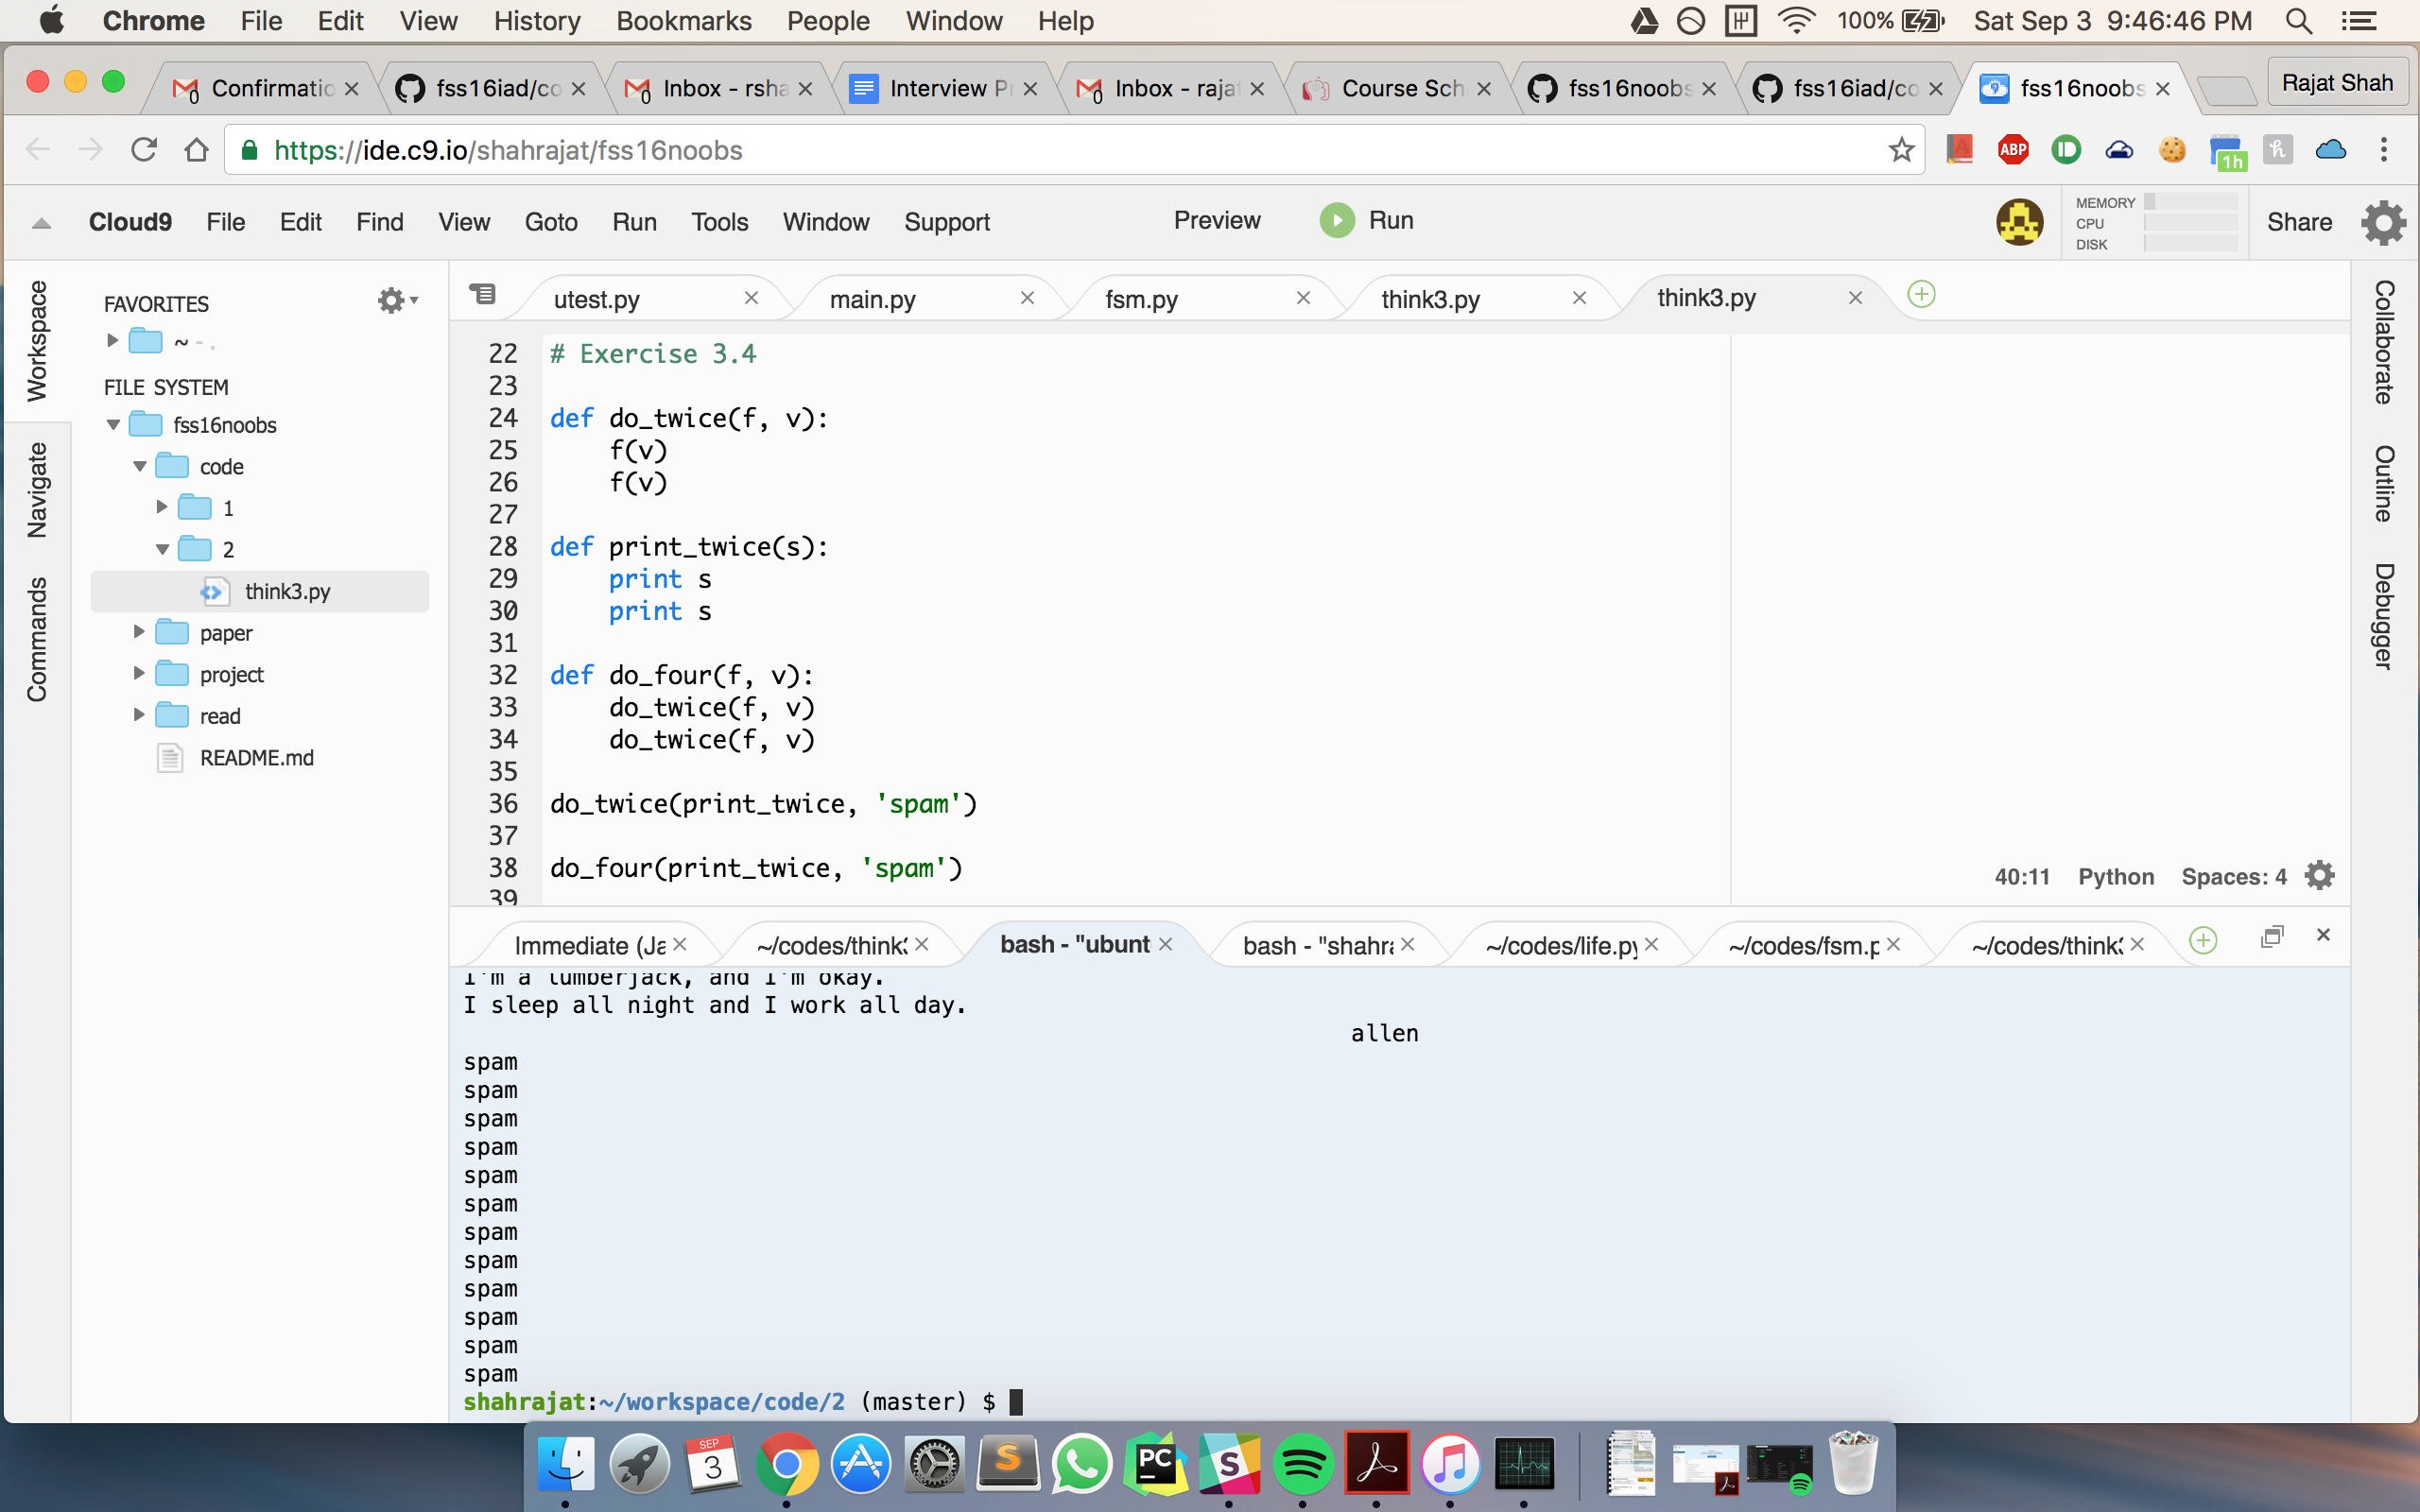 Chrome File Edit View History Bookmarks People Window Help 100% Sat Sep 3 9:46:46 PM
Confirmatio fss16iad/co Inbox - rsha Interview Pr Inbox - raja Course Sch fss16noobs fss16iad/co fss16noobs Rajat Shah
https://ide.c9.io/shahrajat/fss16noobs ABP 1h
Cloud9 File Edit Find View Goto Run Tools Window Support Preview Run MEMORY CPU DISK Share
Workspace
Navigate
Commands
FAVORITES
~ - .
FILE SYSTEM
fss16noobs
code
1
2
think3.py
paper
project
read
README.md
utest.py main.py fsm.py think3.py think3.py
22 # Exercise 3.4
23
24 def do_twice(f, v):
25 f(v)
26 f(v)
27
28 def print_twice(s):
29 print s
30 print s
31
32 def do_four(f, v):
33 do_twice(f, v)
34 do_twice(f, v)
35
36 do_twice(print_twice, 'spam')
37
38 do_four(print_twice, 'spam')
39
40:11 Python Spaces: 4
Collaborate
Outline
Debugger
Immediate (Ja ~/codes/think3 bash - "ubunt bash - "shahra ~/codes/life.py ~/codes/fsm.p ~/codes/think3
I'm a lumberjack, and I'm okay.
I sleep all night and I work all day.
allen
spam
spam
spam
spam
spam
spam
spam
spam
spam
spam
spam
spam
shahrajat:~/workspace/code/2 (master) $
SEP
3
S
PC
S